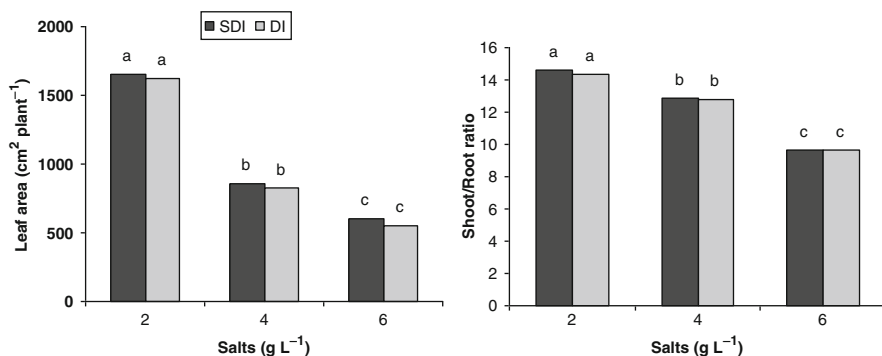 SDI DI
2000
1500
1000
500
0
Leaf area (cm² plant⁻¹)
a a
b b
c c
2 4 6
Salts (g L⁻¹)
16
14
12
10
8
6
4
2
0
Shoot/Root ratio
a a
b b
c c
2 4 6
Salts (g L⁻¹)